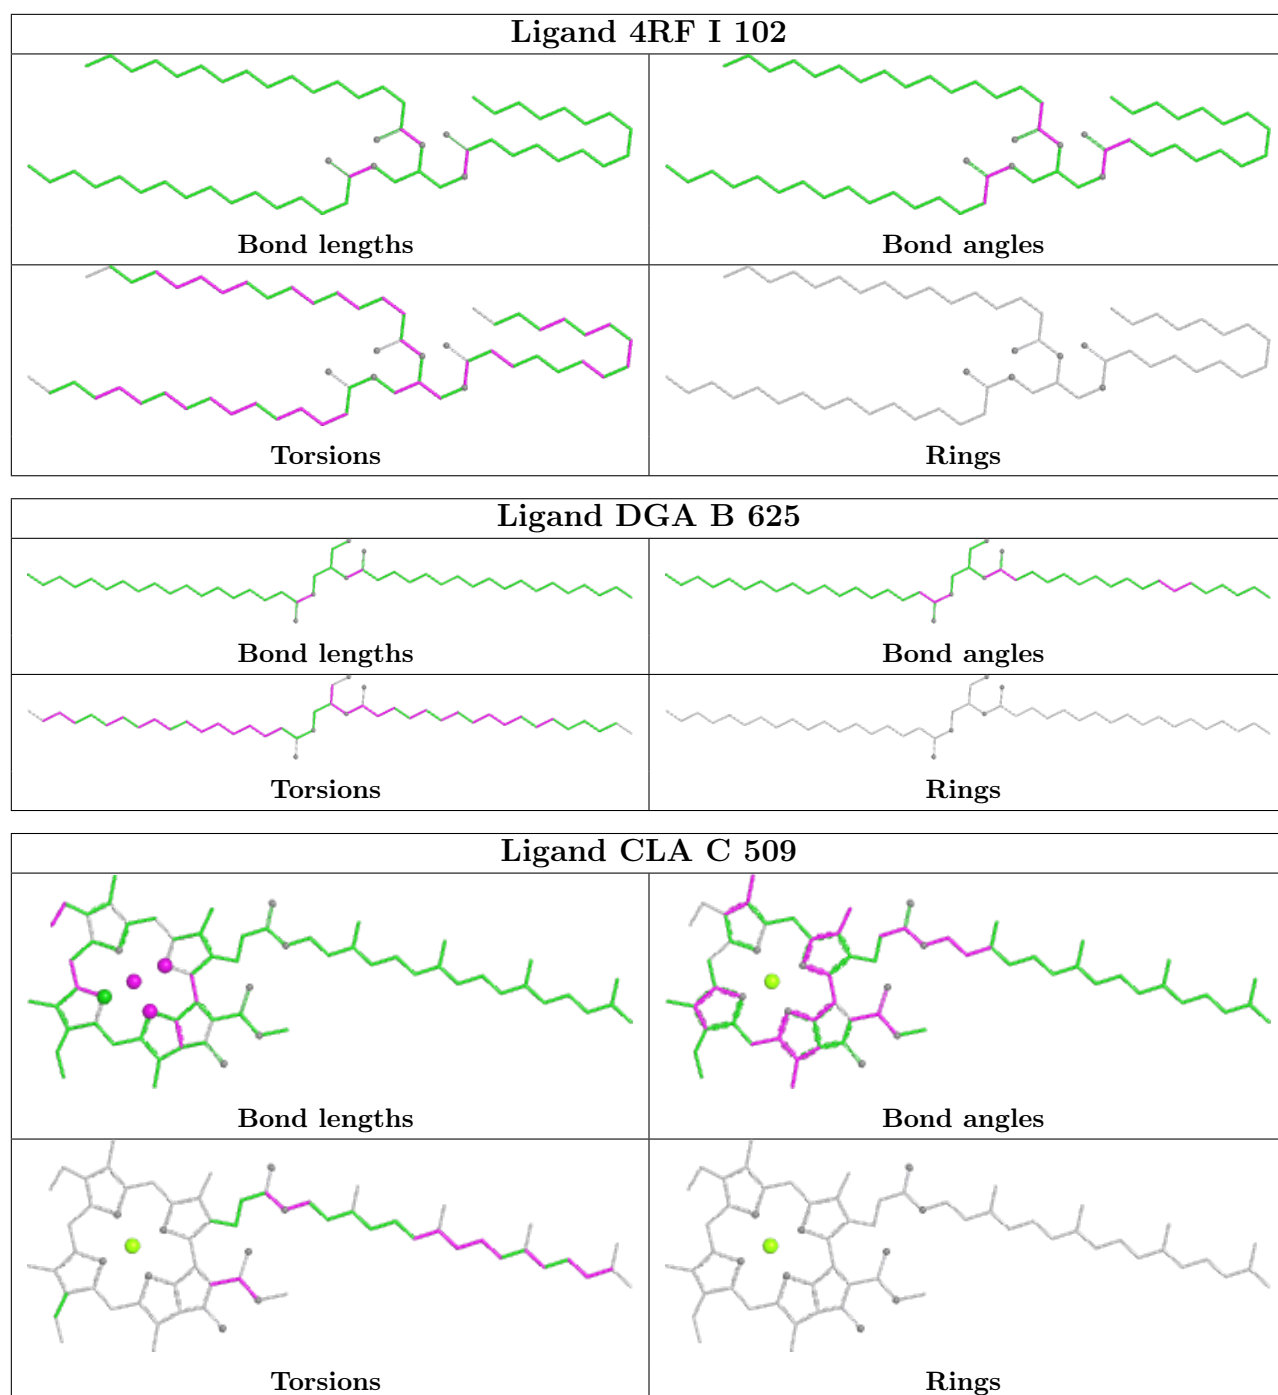 Ligand 4RF I 102
Bond lengths
Bond angles
Torsions
Rings
Ligand DGA B 625
Bond lengths
Bond angles
Torsions
Rings
Ligand CLA C 509
Bond lengths
Bond angles
Torsions
Rings